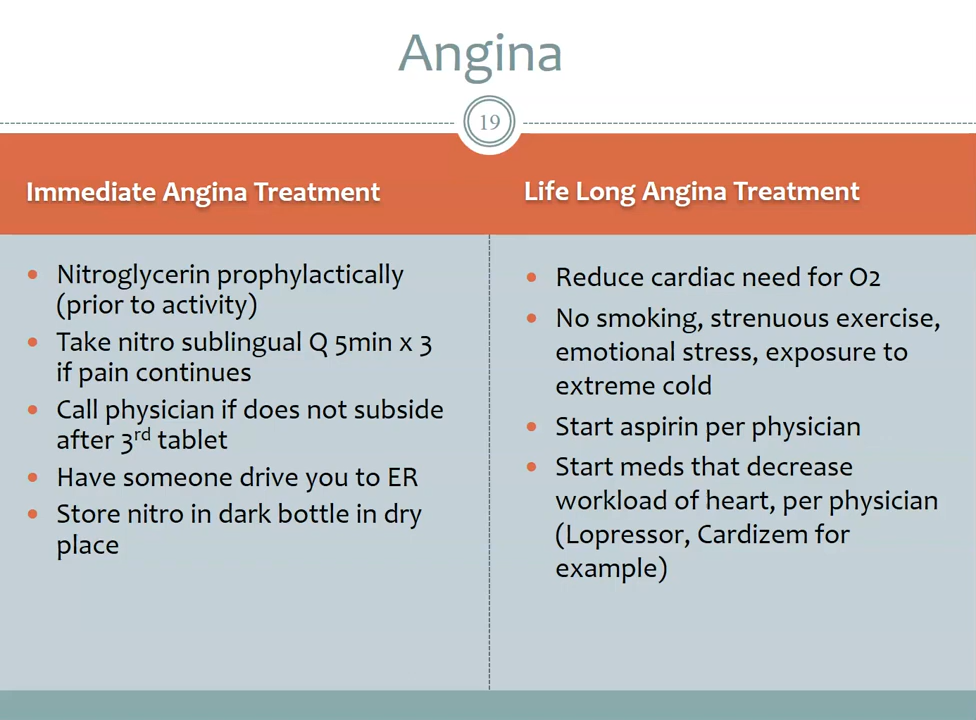 Angina
19
Immediate Angina Treatment
Nitroglycerin prophylactically
(prior to activity)
Take nitro sublingual Q 5min x 3
if pain continues
Call physician if does not subside
after 3rd tablet
Have someone drive you to ER
Store nitro in dark bottle in dry
place
Life Long Angina Treatment
Reduce cardiac need for O2
No smoking, strenuous exercise,
emotional stress, exposure to
extreme cold
Start aspirin per physician
Start meds that decrease
workload of heart, per physician
(Lopressor, Cardizem for
example)